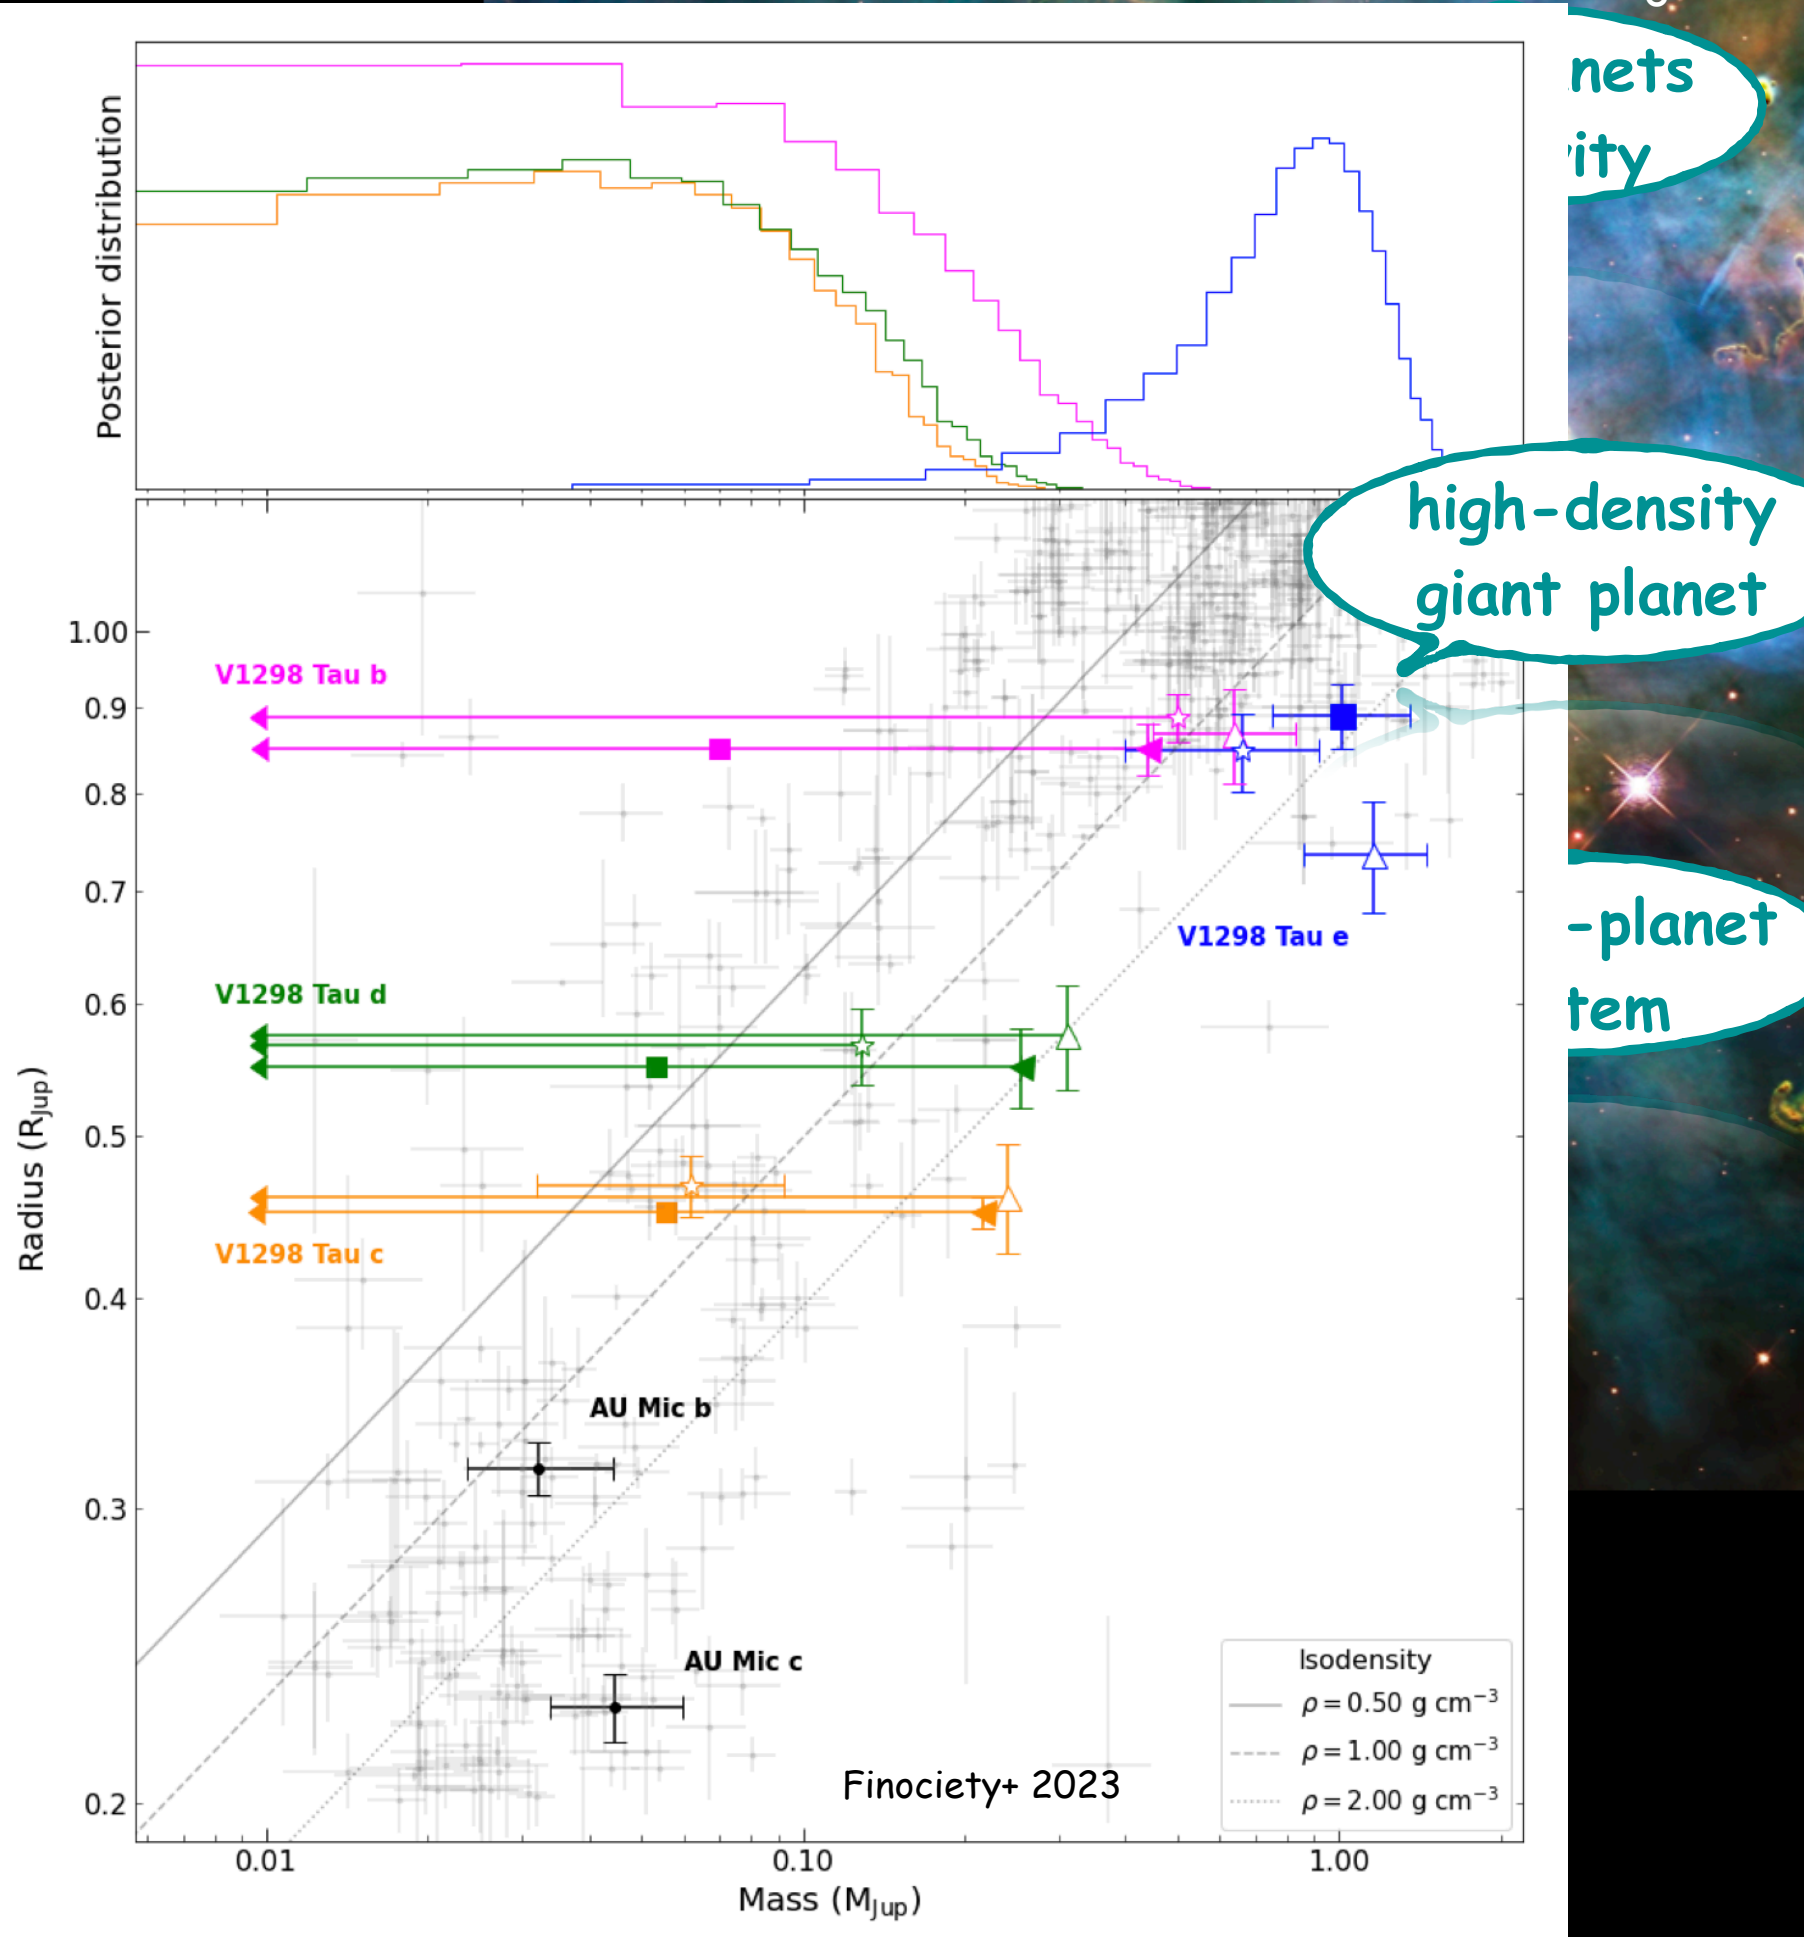 nets
ity
high-density
giant planet
-planet
tem
Posterior distribution
1.00
0.9
0.8
0.7
0.6
0.5
0.4
0.3
0.2
Radius (R_Jup)
V1298 Tau b
V1298 Tau e
V1298 Tau d
V1298 Tau c
AU Mic b
AU Mic c
Finociety+ 2023
Isodensity
ρ = 0.50 g cm⁻³
ρ = 1.00 g cm⁻³
ρ = 2.00 g cm⁻³
0.01 0.10 1.00
Mass (M_Jup)